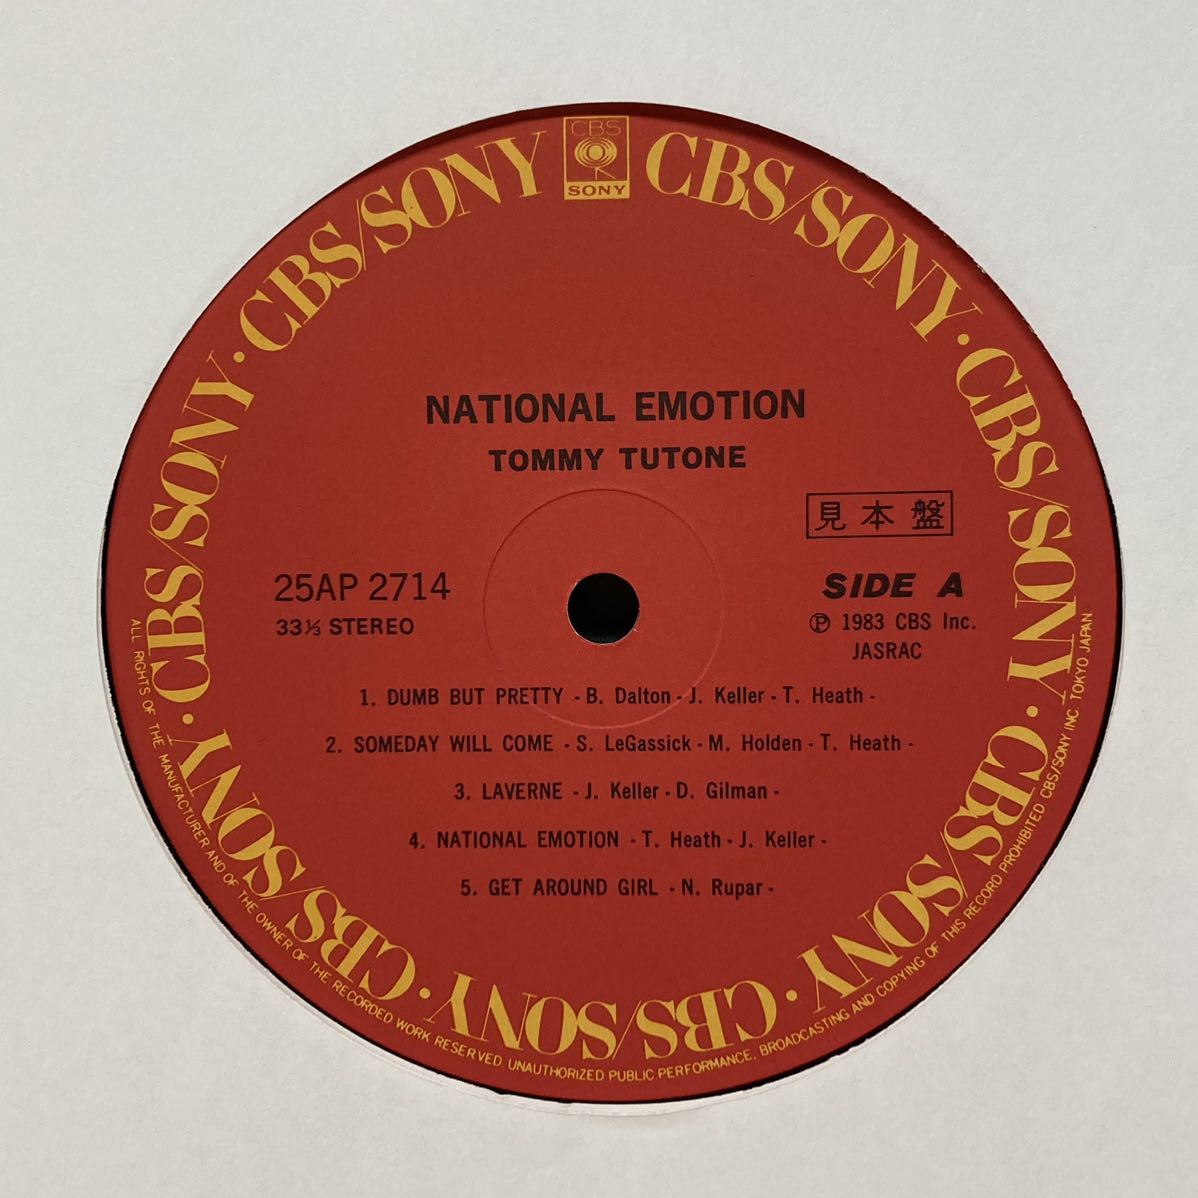 CBS
SONY
CBS/SONY · CBS/SONY · CBS/SONY · CBS/SONY · CBS/SONY · CBS/SONY · CBS/SONY · CBS/SONY · CBS/SONY · CBS/SONY
NATIONAL EMOTION
TOMMY TUTONE
見本盤
25AP 2714
SIDE A
33⅓ STEREO
Ⓟ 1983 CBS Inc.
JASRAC
1. DUMB BUT PRETTY - B. Dalton - J. Keller - T. Heath -
2. SOMEDAY WILL COME - S. LeGassick - M. Holden - T. Heath -
3. LAVERNE - J. Keller - D. Gilman -
4. NATIONAL EMOTION - T. Heath - J. Keller -
5. GET AROUND GIRL - N. Rupar -
ALL RIGHTS OF THE MANUFACTURER AND OF THE OWNER OF THE RECORDED WORK RESERVED. UNAUTHORIZED PUBLIC PERFORMANCE, BROADCASTING AND COPYING OF THIS RECORD PROHIBITED CBS/SONY INC TOKYO JAPAN